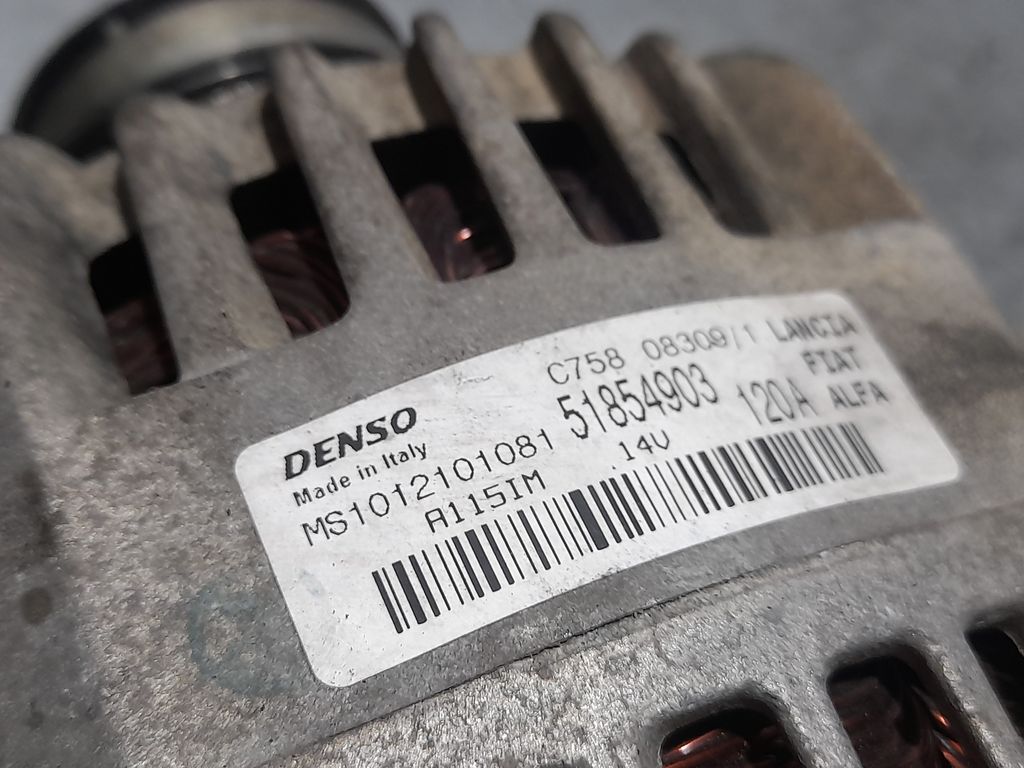 DENSO
Made in Italy
MS1012101081
A115IM
C758 08309/1 LANCIA
51854903 FIAT
14V 120A ALFA